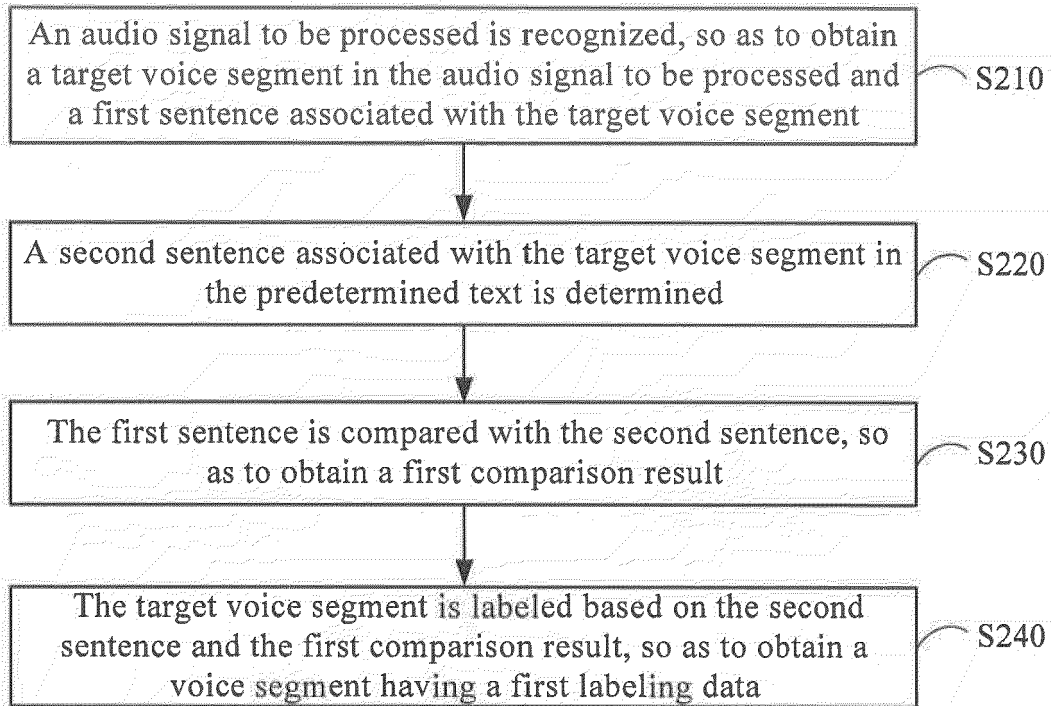 An audio signal to be processed is recognized, so as to obtain
a target voice segment in the audio signal to be processed and
a first sentence associated with the target voice segment
S210
A second sentence associated with the target voice segment in
the predetermined text is determined
S220
The first sentence is compared with the second sentence, so
as to obtain a first comparison result
S230
The target voice segment is labeled based on the second
sentence and the first comparison result, so as to obtain a
voice segment having a first labeling data
S240